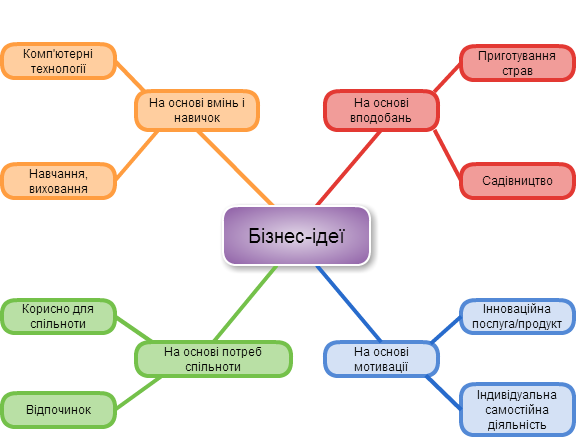 Комп'ютерні
технології
На основі вмінь і
навичок
Навчання,
виховання
Приготування
страв
На основі
вподобань
Садівництво
Бізнес-ідеї
Корисно для
спільноти
На основі потреб
спільноти
Відпочинок
Інноваційна
послуга/продукт
На основі
мотивації
Індивідуальна
самостійна
діяльність